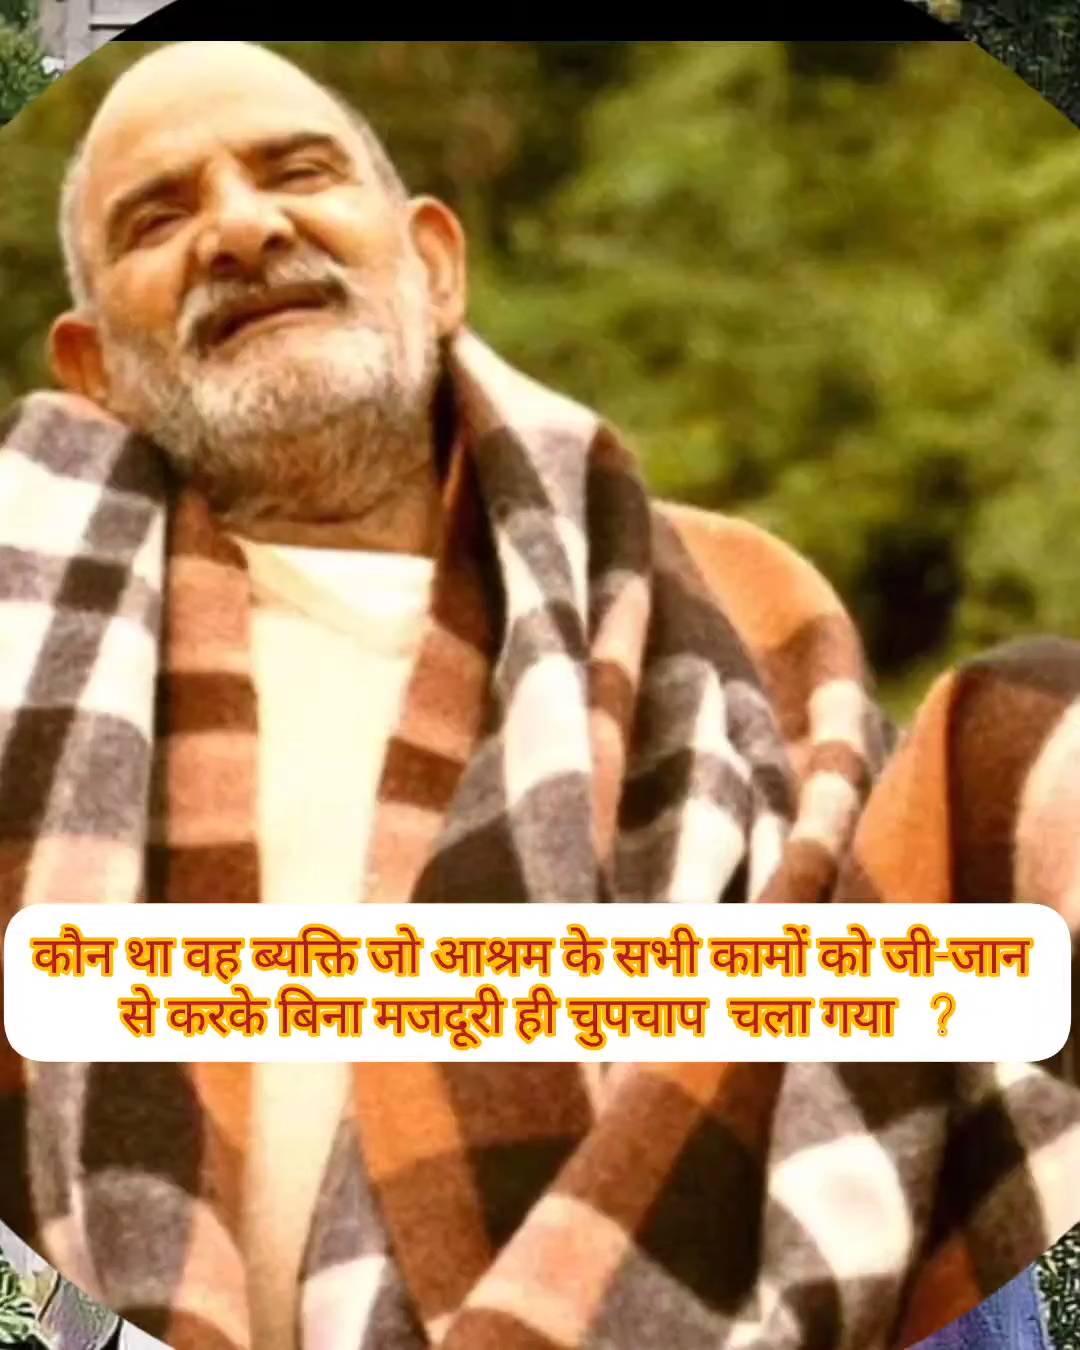 कौन था वह ब्यक्ति जो आश्रम के सभी कामों को जी-जान
से करके बिना मजदूरी ही चुपचाप चला गया ?